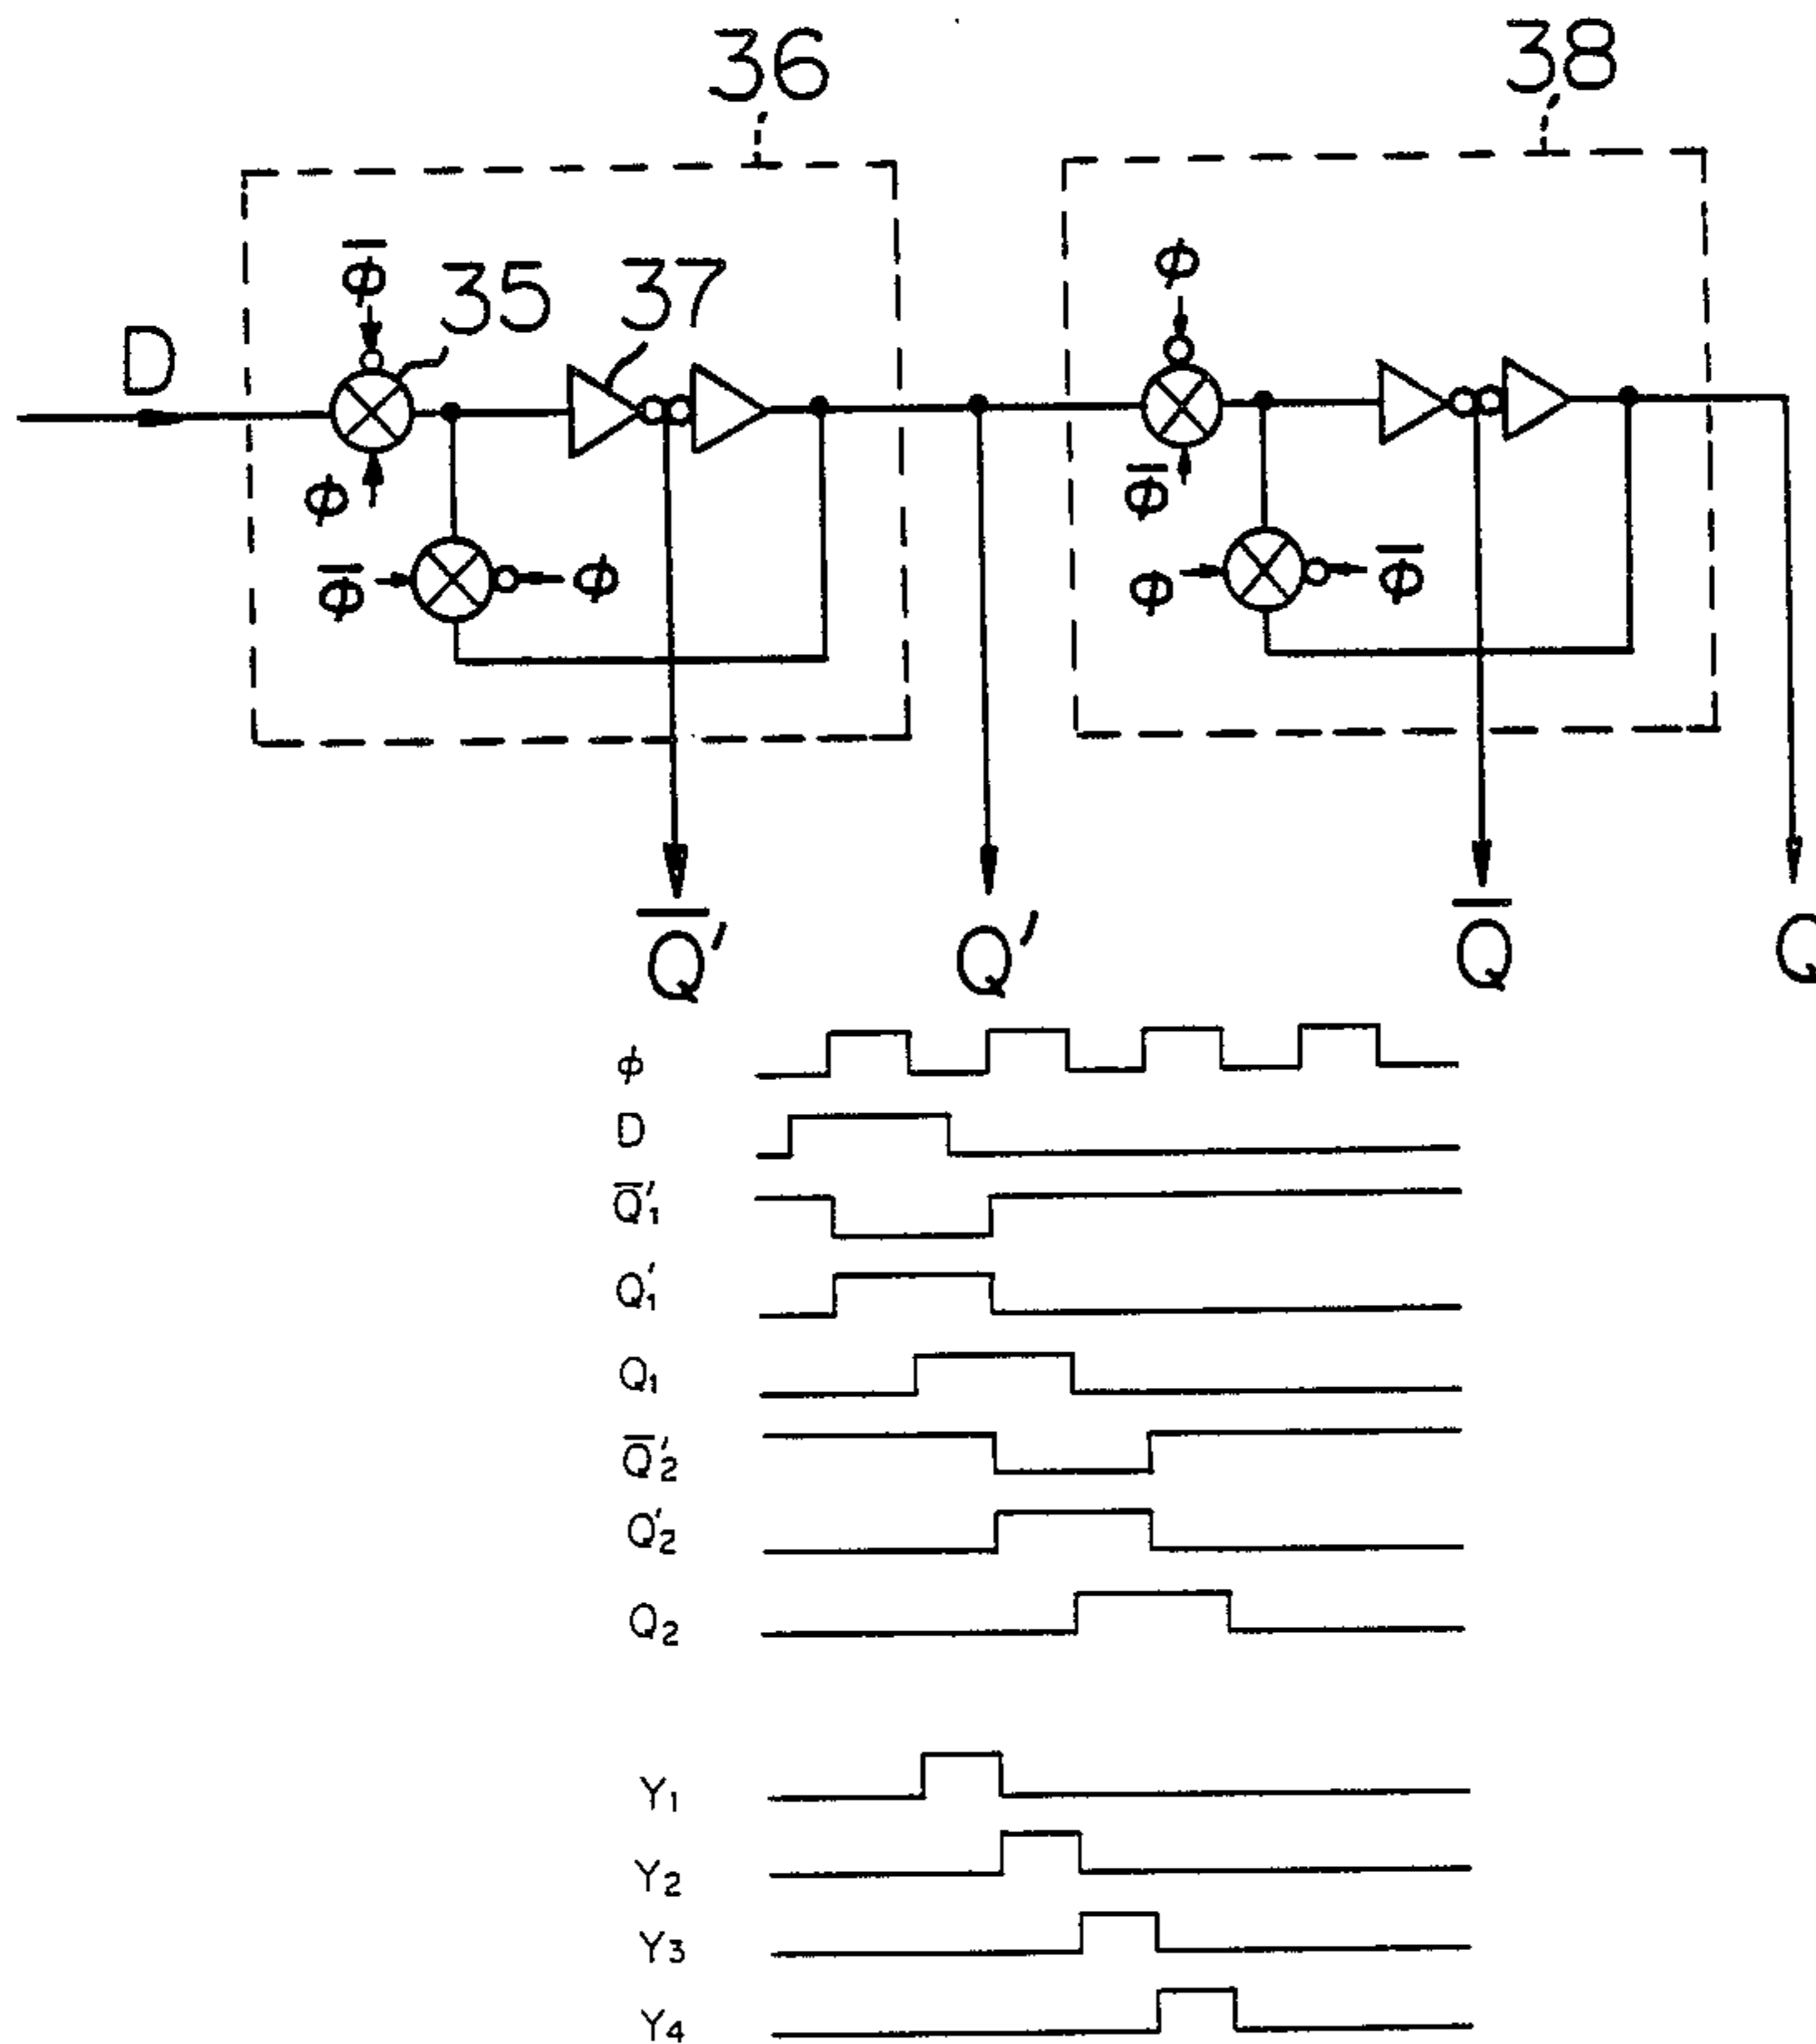 36 38
φ̅ 35 37 φ
D
φ φ̅
φ̅ φ φ φ̅
Q̅' Q' Q̅ Q
φ
D
Q̅'₁
Q'₁
Q₁
Q̅'₂
Q'₂
Q₂
Y₁
Y₂
Y₃
Y₄